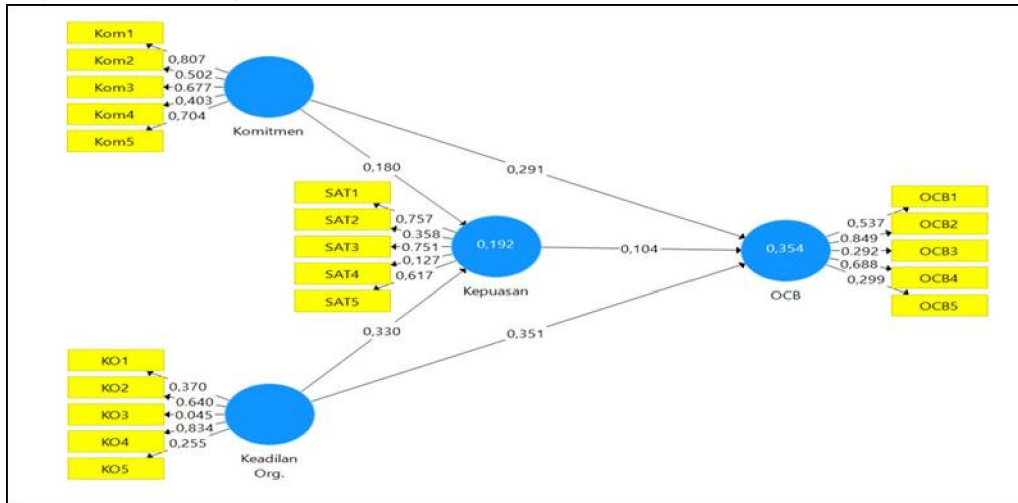 Kom1
Kom2
Kom3
Kom4
Kom5
0,807
0.502
0.677
0,403
0,704
Komitmen
0,180
0,291
SAT1
SAT2
SAT3
SAT4
SAT5
0,757
0.358
0.751
0,127
0,617
0,192
Kepuasan
0,104
0,354
OCB
0,537
0.849
0.292
0,688
0,299
OCB1
OCB2
OCB3
OCB4
OCB5
0,330
0,351
KO1
KO2
KO3
KO4
KO5
0,370
0.640
0.045
0,834
0,255
Keadilan
Org.